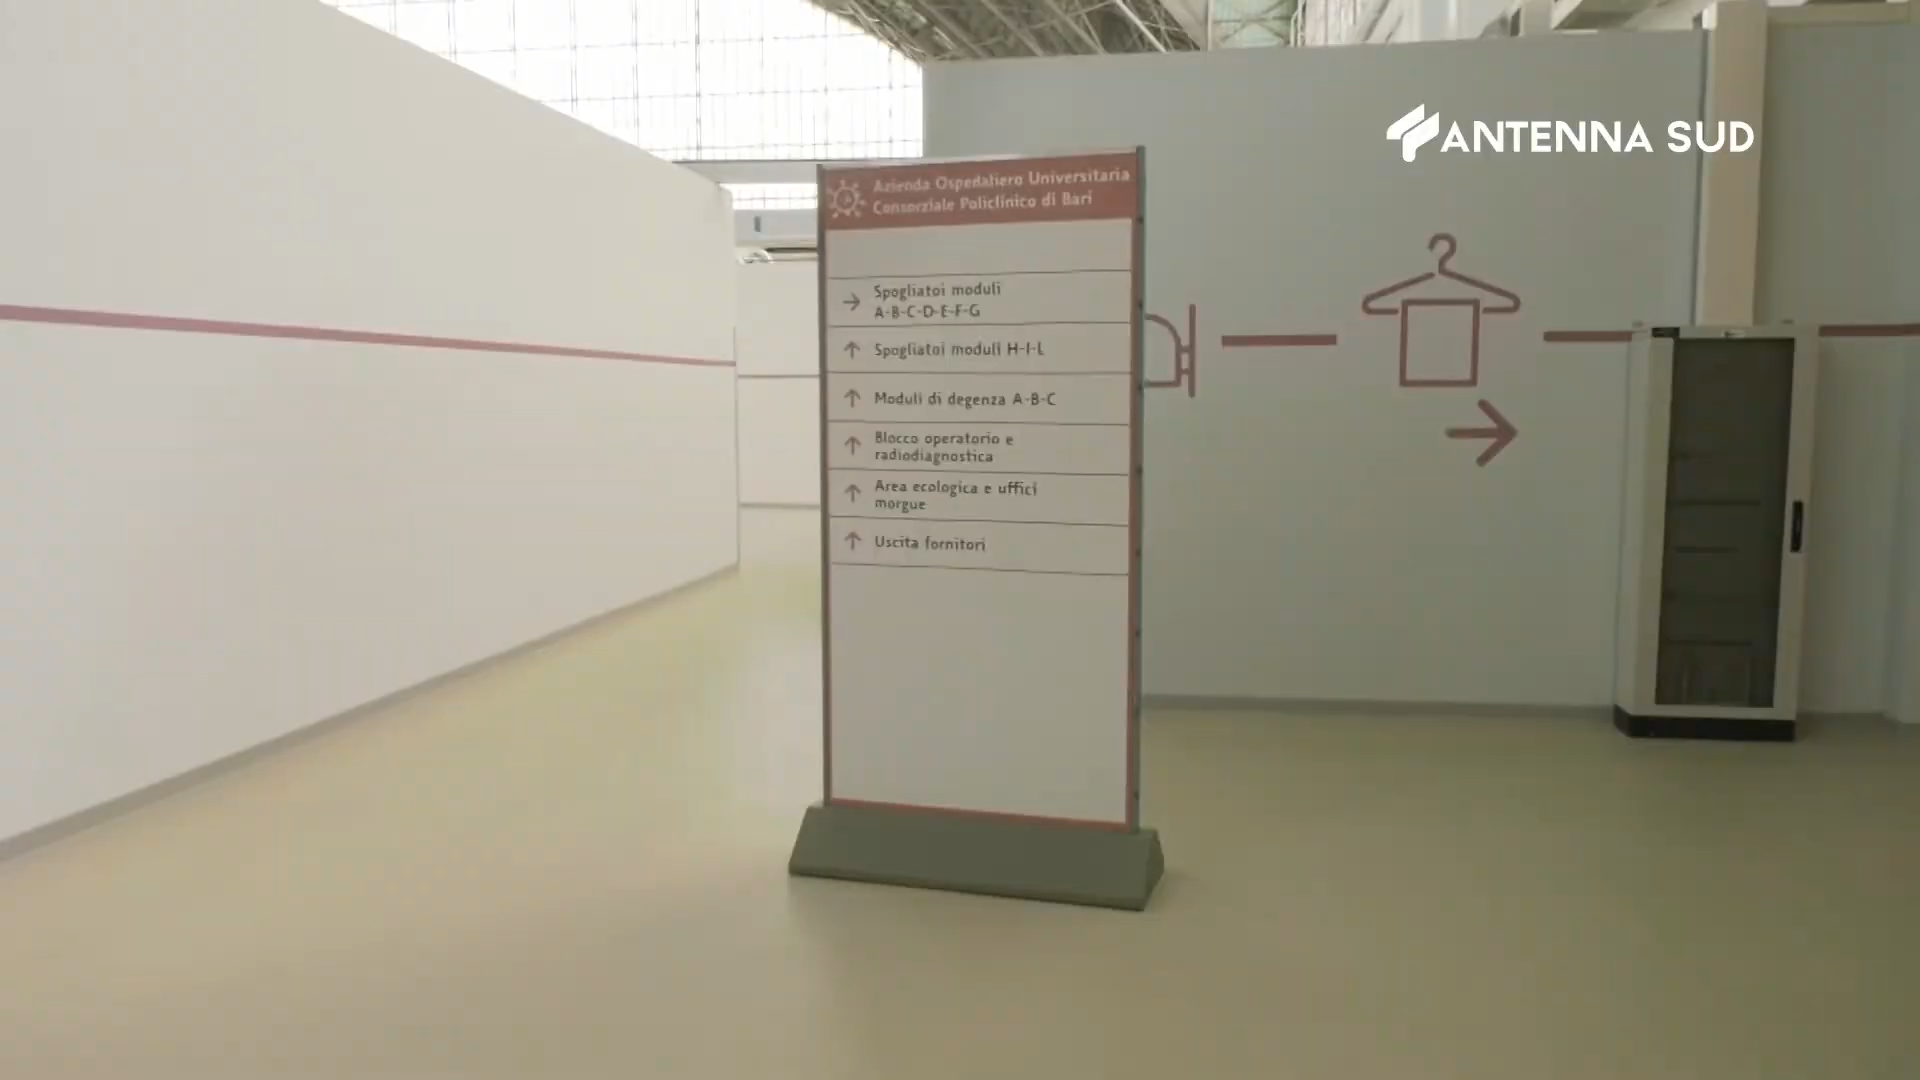 ANTENNA SUD
Azienda Ospedaliero Universitaria
Consorziale Policlinico di Bari
Spogliatoi moduli
A-B-C-D-E-F-G
Spogliatoi moduli H-I-L
Moduli di degenza A-B-C
Blocco operatorio e
radiodiagnostica
Area ecologica e uffici
morgue
Uscita fornitori